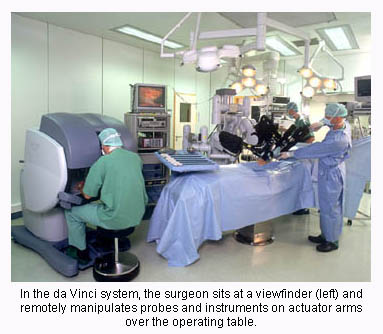 In the da Vinci system, the surgeon sits at a viewfinder (left) and
remotely manipulates probes and instruments on actuator arms
over the operating table.